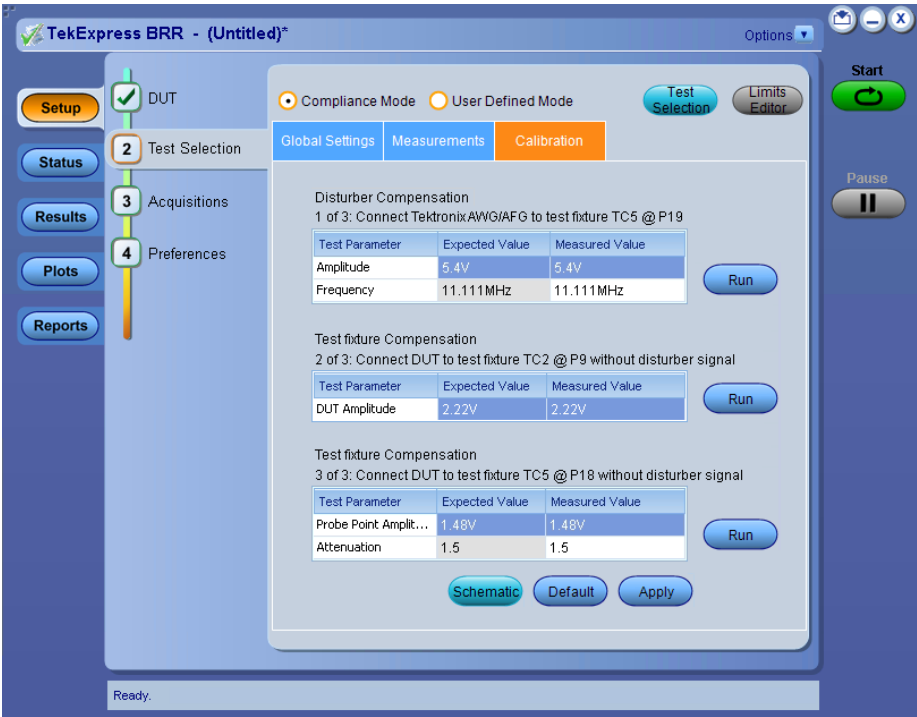 TekExpress BRR - (Untitled)*
Options
Start
Pause
Setup
Status
Results
Plots
Reports
DUT
2 Test Selection
3 Acquisitions
4 Preferences
Compliance Mode User Defined Mode
Test Selection
Limits Editor
Global Settings Measurements Calibration
Disturber Compensation
1 of 3: Connect Tektronix AWG/AFG to test fixture TC5 @ P19
Test Parameter Expected Value Measured Value
Amplitude 5.4V 5.4V
Frequency 11.111MHz 11.111MHz
Run
Test fixture Compensation
2 of 3: Connect DUT to test fixture TC2 @ P9 without disturber signal
Test Parameter Expected Value Measured Value
DUT Amplitude 2.22V 2.22V
Run
Test fixture Compensation
3 of 3: Connect DUT to test fixture TC5 @ P18 without disturber signal
Test Parameter Expected Value Measured Value
Probe Point Amplit... 1.48V 1.48V
Attenuation 1.5 1.5
Run
Schematic Default Apply
Ready.